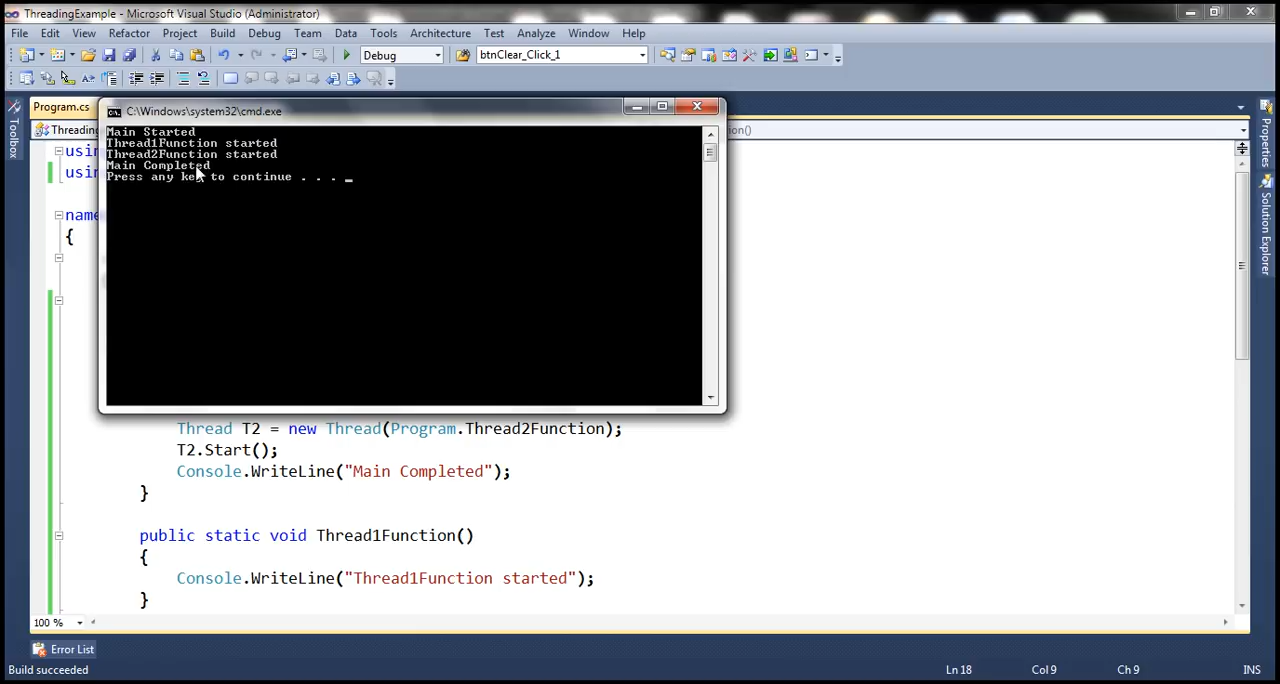 ThreadingExample - Microsoft Visual Studio (Administrator)
File Edit View Refactor Project Build Debug Team Data Tools Architecture Test Analyze Window Help
Debug btnClear_Click_1
Program.cs
C:\Windows\system32\cmd.exe
Main Started
Thread1Function started
Thread2Function started
Main Completed
Press any key to continue . . . _
Threading
ion()
usin
usin
name
{
Thread T2 = new Thread(Program.Thread2Function);
T2.Start();
Console.WriteLine("Main Completed");
}
public static void Thread1Function()
{
Console.WriteLine("Thread1Function started");
}
100 %
Error List
Build succeeded Ln 18 Col 9 Ch 9 INS
Toolbox
Properties
Solution Explorer